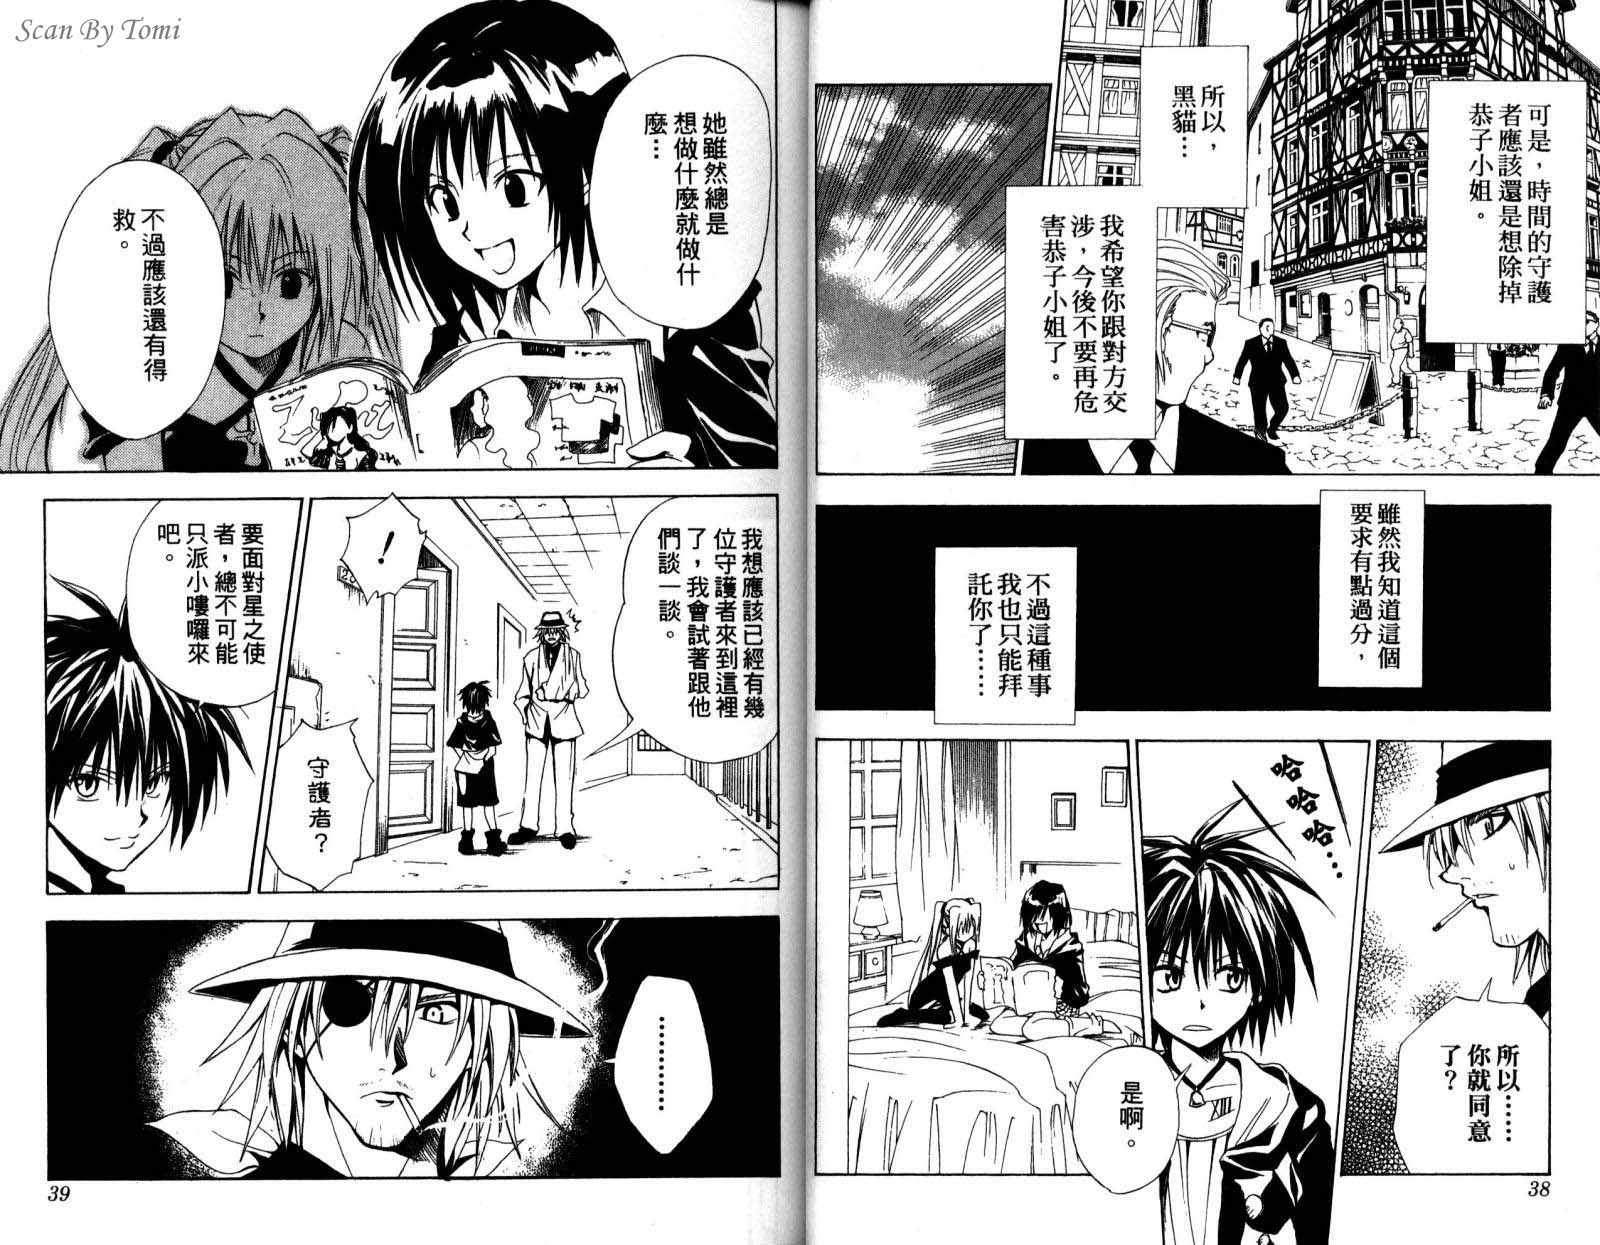 Scan By Tomi
可是，時間的守護
者應該還是想除掉
恭子小姐。
所以，
黑貓…
我希望你跟對方交
涉，今後不要再危
害恭子小姐了。
雖然我知道這個
要求有點過分，
不過這種事
我也只能拜
託你了……
所以……
你就同意
了？
哈哈哈…
是啊。
XIII
38
她雖然總是
想做什麼就做什
麼…
不過應該還有得
救。
我想應該已經有幾
位守護者來到這裡
了，我會試著跟他
們談一談。
！
守護者？
要面對星之使
者，總不可能
只派小嘍囉來
吧。
…………
39